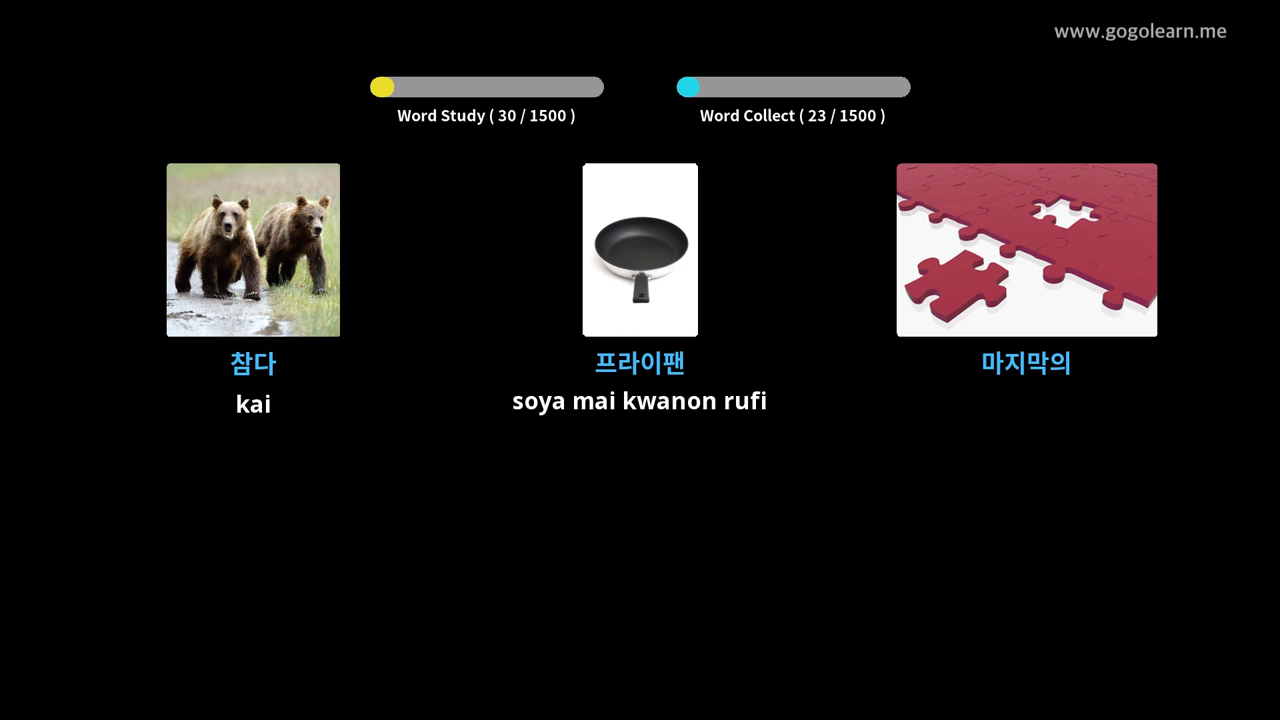 www.gogolearn.me
Word Study ( 30 / 1500 )
Word Collect ( 23 / 1500 )
참다
프라이팬
마지막의
kai
soya mai kwanon rufi